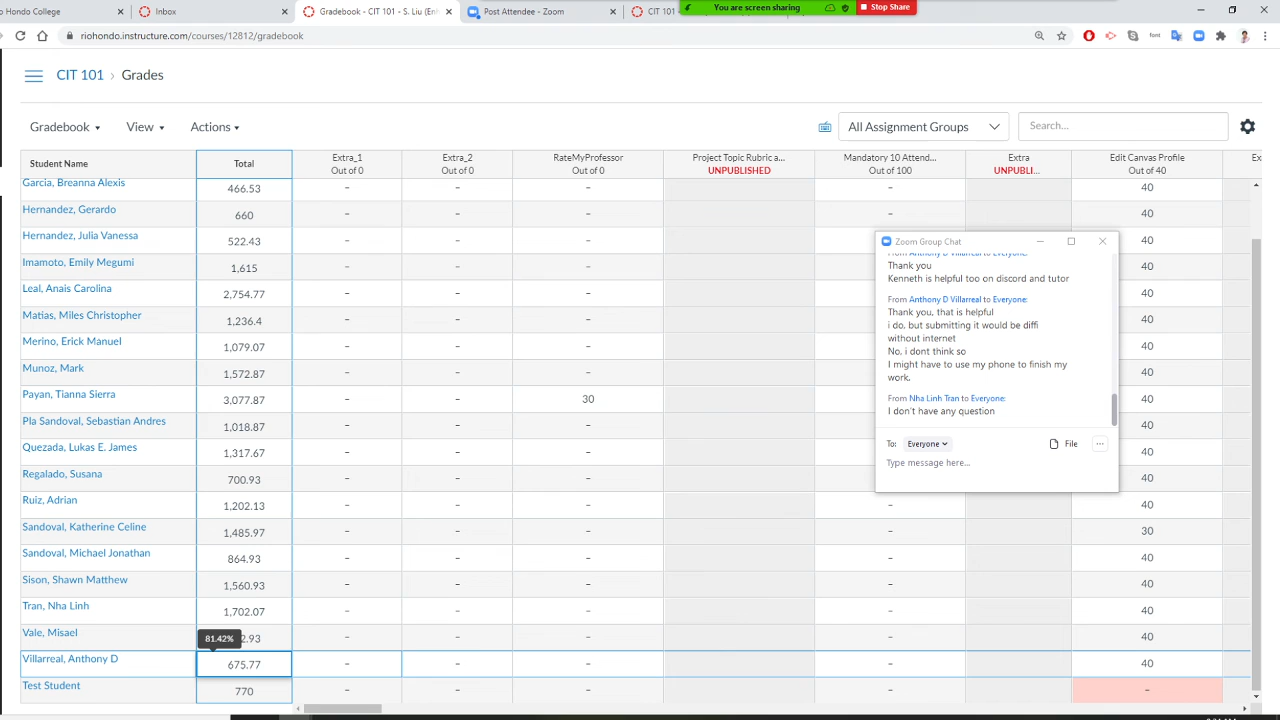 o Hondo College
Inbox
Gradebook - CIT 101 - S. Liu (Enh
Post Attendee - Zoom
CIT 101 -
You are screen sharing
Stop Share
riohondo.instructure.com/courses/12812/gradebook
CIT 101 › Grades
Gradebook
View
Actions
All Assignment Groups
Search...
Student Name
Total
Extra_1
Out of 0
Extra_2
Out of 0
RateMyProfessor
Out of 0
Project Topic Rubric a...
UNPUBLISHED
Mandatory 10 Attend...
Out of 100
Extra
UNPUBLI...
Edit Canvas Profile
Out of 40
Ex
Garcia, Breanna Alexis 466.53 – – – – 40
Hernandez, Gerardo 660 – – – – 40
Hernandez, Julia Vanessa 522.43 – – – 40
Imamoto, Emily Megumi 1,615 – – – 40
Leal, Anais Carolina 2,754.77 – – – 40
Matias, Miles Christopher 1,236.4 – – – 40
Merino, Erick Manuel 1,079.07 – – – 40
Munoz, Mark 1,572.87 – – – 40
Payan, Tianna Sierra 3,077.87 – – 30 40
Pla Sandoval, Sebastian Andres 1,018.87 – – – 40
Quezada, Lukas E. James 1,317.67 – – – 40
Regalado, Susana 700.93 – – – 40
Ruiz, Adrian 1,202.13 – – – – 40
Sandoval, Katherine Celine 1,485.97 – – – – 30
Sandoval, Michael Jonathan 864.93 – – – – 40
Sison, Shawn Matthew 1,560.93 – – – – 40
Tran, Nha Linh 1,702.07 – – – – 40
Vale, Misael 2.93 – – – – 40
81.42%
Villarreal, Anthony D 675.77 – – – – 40
Test Student 770 – – – – –
Zoom Group Chat
From Anthony D Villarreal to Everyone:
Thank you
Kenneth is helpful too on discord and tutor
From Anthony D Villarreal to Everyone:
Thank you, that is helpful
i do, but submitting it would be diffi
without internet
No, i dont think so
I might have to use my phone to finish my
work.
From Nha Linh Tran to Everyone:
I don't have any question
To: Everyone
File
Type message here...